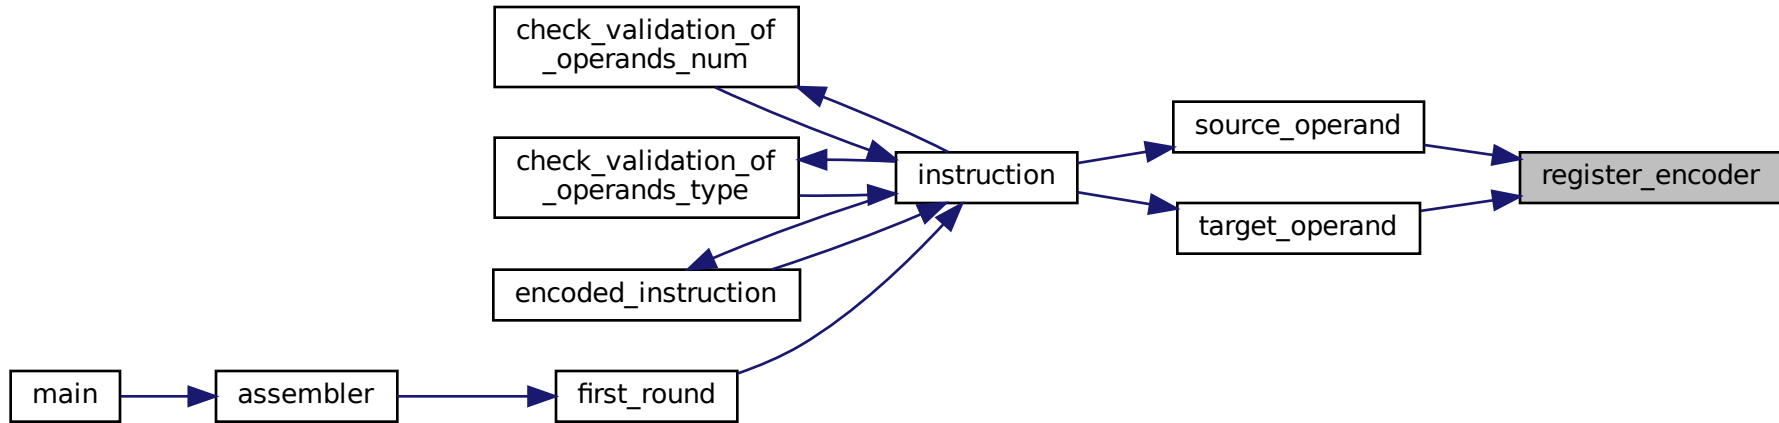 check_validation_of
_operands_num
check_validation_of
_operands_type
encoded_instruction
main
assembler
first_round
instruction
source_operand
target_operand
register_encoder